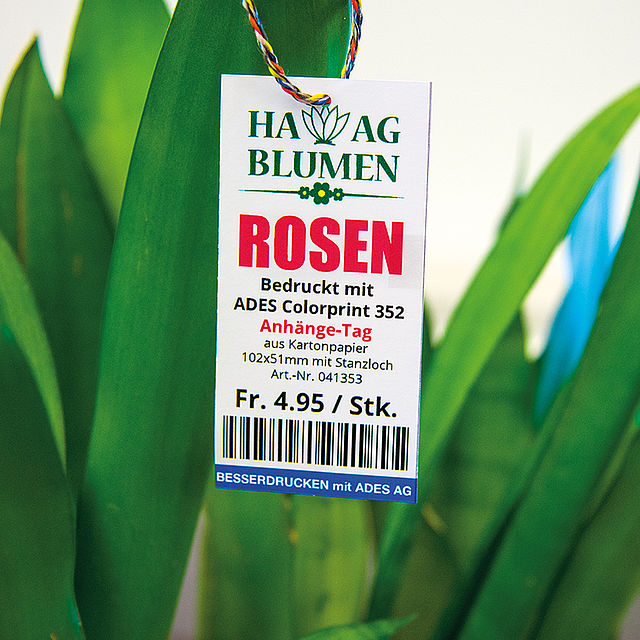 HA AG
BLUMEN
ROSEN
Bedruckt mit
ADES Colorprint 352
Anhänge-Tag
aus Kartonpapier
102x51mm mit Stanzloch
Art.-Nr. 041353
Fr. 4.95 / Stk.
BESSERDRUCKEN mit ADES AG